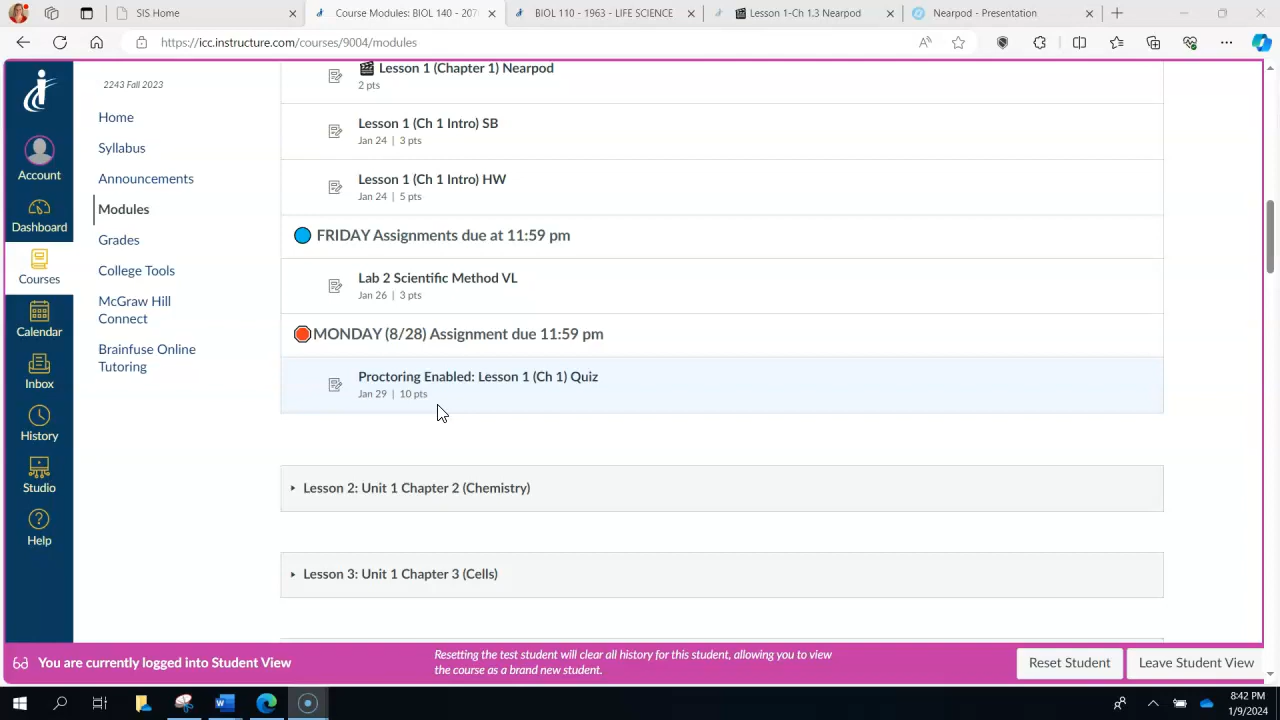 SIS Home
Course Modules: BIOL 140 - 207
BIOL 110 - 1963 - LIFE SCIENCE
Lesson 1-Ch 1.3 Nearpod
Nearpod - Presentation
https://icc.instructure.com/courses/9004/modules
Account
Dashboard
Courses
Calendar
Inbox
History
Studio
Help
2243 Fall 2023
Home
Syllabus
Announcements
Modules
Grades
College Tools
McGraw Hill
Connect
Brainfuse Online
Tutoring
Lesson 1 (Chapter 1) Nearpod
2 pts
Lesson 1 (Ch 1 Intro) SB
Jan 24 | 3 pts
Lesson 1 (Ch 1 Intro) HW
Jan 24 | 5 pts
FRIDAY Assignments due at 11:59 pm
Lab 2 Scientific Method VL
Jan 26 | 3 pts
MONDAY (8/28) Assignment due 11:59 pm
Proctoring Enabled: Lesson 1 (Ch 1) Quiz
Jan 29 | 10 pts
Lesson 2: Unit 1 Chapter 2 (Chemistry)
Lesson 3: Unit 1 Chapter 3 (Cells)
You are currently logged into Student View
Resetting the test student will clear all history for this student, allowing you to view
the course as a brand new student.
Reset Student
Leave Student View
8:42 PM
1/9/2024